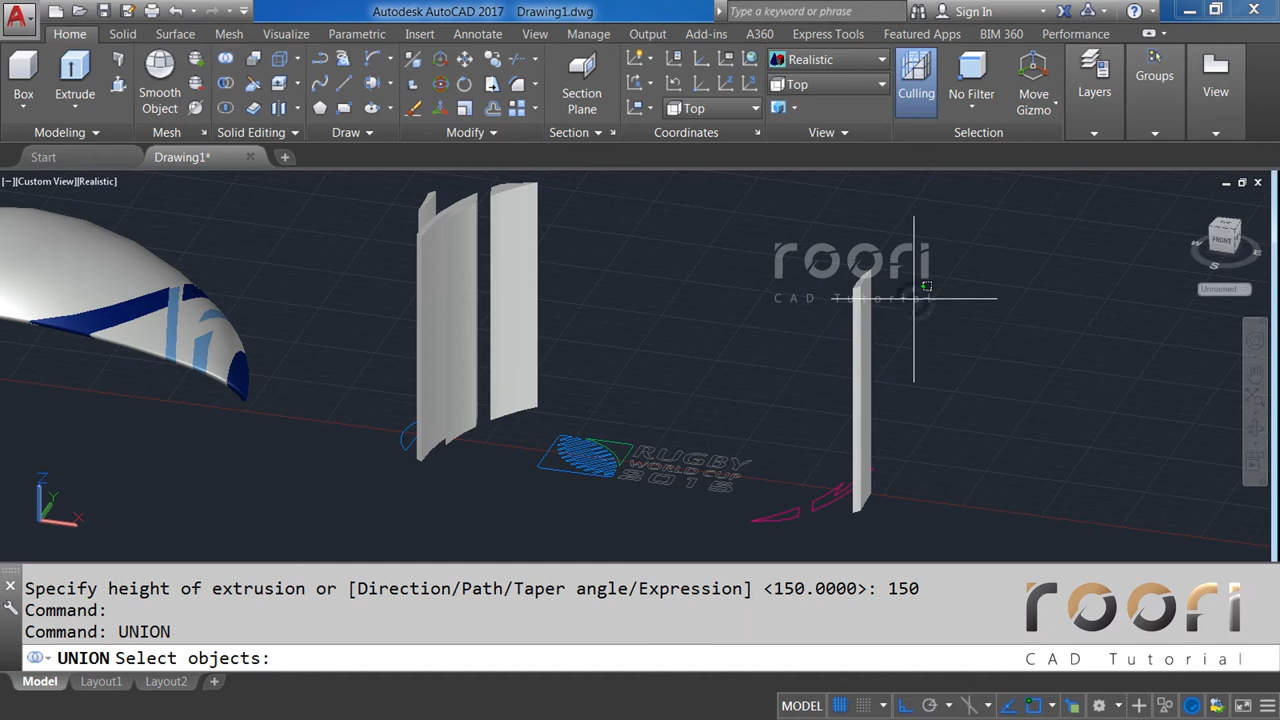 Autodesk AutoCAD 2017 Drawing1.dwg
Type a keyword or phrase
Sign In
Home Solid Surface Mesh Visualize Parametric Insert Annotate View Manage Output Add-ins A360 Express Tools Featured Apps BIM 360 Performance
Box
Extrude
Smooth Object
Section Plane
Top
Realistic
Top
Culling
No Filter
Move Gizmo
Layers
Groups
View
Modeling Mesh Solid Editing Draw Modify Section Coordinates View Selection
Start Drawing1*
[−][Custom View][Realistic]
roori
CAD Tutorial
TOP
FRONT
W
S
E
Unnamed
RUGBY
WORLD CUP
2015
Z
Y
X
Specify height of extrusion or [Direction/Path/Taper angle/Expression] <150.0000>: 150
Command:
Command: UNION
UNION Select objects:
roori
CAD Tutorial
Model Layout1 Layout2
MODEL